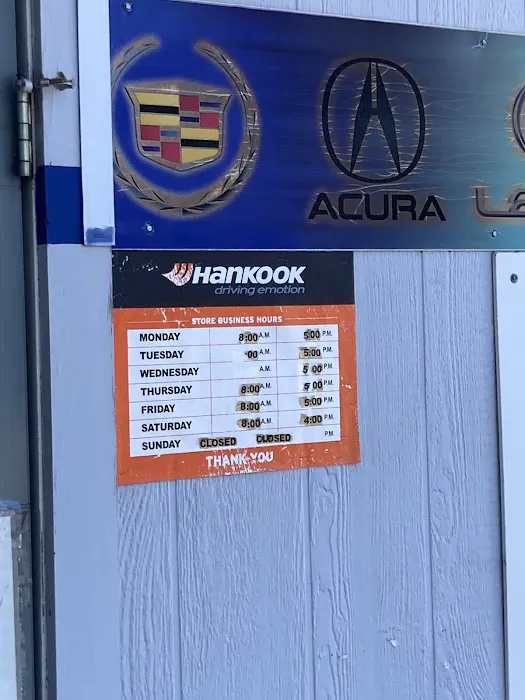 ACURA
HANKOOK
driving emotion
STORE BUSINESS HOURS
MONDAY 8:00 A.M. 5:00 P.M.
TUESDAY :00 A.M. 5:00 P.M.
WEDNESDAY A.M. 5 00 P.M.
THURSDAY 8:00 A.M. 5 00 P.M.
FRIDAY 8:00 A.M. 5:00 P.M.
SATURDAY 8:00 A.M. 4:00 P.M.
SUNDAY CLOSED CLOSED P.M.
THANK-YOU